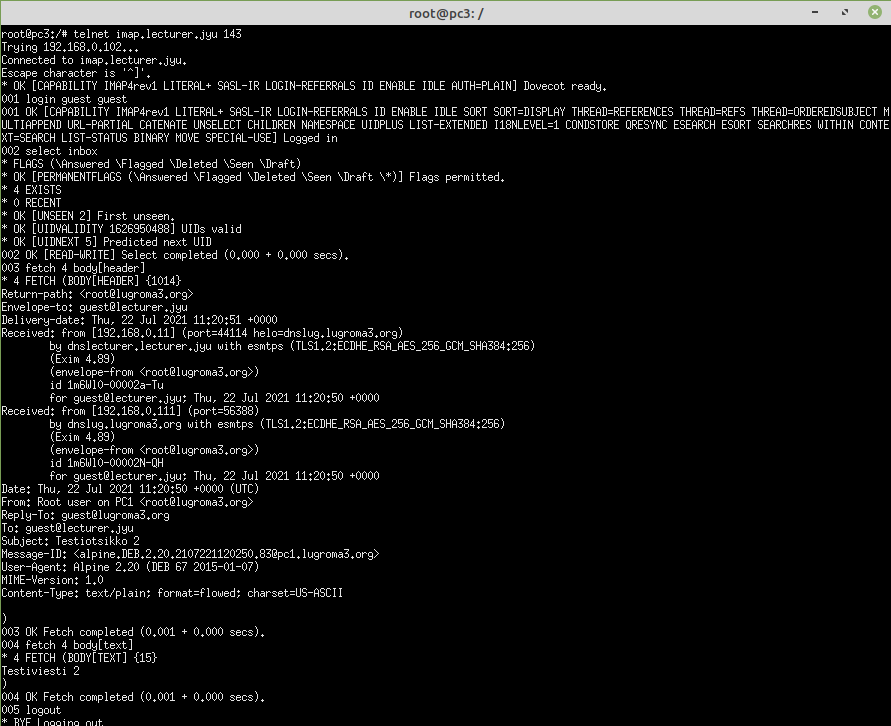 root@pc3: /
root@pc3:/# telnet imap.lecturer.jyu 143
Trying 192.168.0.102...
Connected to imap.lecturer.jyu.
Escape character is '^]'.
* OK [CAPABILITY IMAP4rev1 LITERAL+ SASL-IR LOGIN-REFERRALS ID ENABLE IDLE AUTH=PLAIN] Dovecot ready.
001 login guest guest
001 OK [CAPABILITY IMAP4rev1 LITERAL+ SASL-IR LOGIN-REFERRALS ID ENABLE IDLE SORT SORT=DISPLAY THREAD=REFERENCES THREAD=REFS THREAD=ORDEREDSUBJECT M
ULTIAPPEND URL-PARTIAL CATENATE UNSELECT CHILDREN NAMESPACE UIDPLUS LIST-EXTENDED I18NLEVEL=1 CONDSTORE QRESYNC ESEARCH ESORT SEARCHRES WITHIN CONTE
XT=SEARCH LIST-STATUS BINARY MOVE SPECIAL-USE] Logged in
002 select inbox
* FLAGS (\Answered \Flagged \Deleted \Seen \Draft)
* OK [PERMANENTFLAGS (\Answered \Flagged \Deleted \Seen \Draft \*)] Flags permitted.
* 4 EXISTS
* 0 RECENT
* OK [UNSEEN 2] First unseen.
* OK [UIDVALIDITY 1626950488] UIDs valid
* OK [UIDNEXT 5] Predicted next UID
002 OK [READ-WRITE] Select completed (0.000 + 0.000 secs).
003 fetch 4 body[header]
* 4 FETCH (BODY[HEADER] {1014}
Return-path: <root@lugroma3.org>
Envelope-to: guest@lecturer.jyu
Delivery-date: Thu, 22 Jul 2021 11:20:51 +0000
Received: from [192.168.0.11] (port=44114 helo=dnslug.lugroma3.org)
by dnslecturer.lecturer.jyu with esmtps (TLS1.2:ECDHE_RSA_AES_256_GCM_SHA384:256)
(Exim 4.89)
(envelope-from <root@lugroma3.org>)
id 1m6Wl0-00002a-Tu
for guest@lecturer.jyu; Thu, 22 Jul 2021 11:20:50 +0000
Received: from [192.168.0.111] (port=56388)
by dnslug.lugroma3.org with esmtps (TLS1.2:ECDHE_RSA_AES_256_GCM_SHA384:256)
(Exim 4.89)
(envelope-from <root@lugroma3.org>)
id 1m6Wl0-00002N-QH
for guest@lecturer.jyu; Thu, 22 Jul 2021 11:20:50 +0000
Date: Thu, 22 Jul 2021 11:20:50 +0000 (UTC)
From: Root user on PC1 <root@lugroma3.org>
Reply-To: guest@lugroma3.org
To: guest@lecturer.jyu
Subject: Testiotsikko 2
Message-ID: <alpine.DEB.2.20.2107221120250.83@pc1.lugroma3.org>
User-Agent: Alpine 2.20 (DEB 67 2015-01-07)
MIME-Version: 1.0
Content-Type: text/plain; format=flowed; charset=US-ASCII
)
003 OK Fetch completed (0.001 + 0.000 secs).
004 fetch 4 body[text]
* 4 FETCH (BODY[TEXT] {15}
Testiviesti 2
)
004 OK Fetch completed (0.001 + 0.000 secs).
005 logout
* BYE Logging out